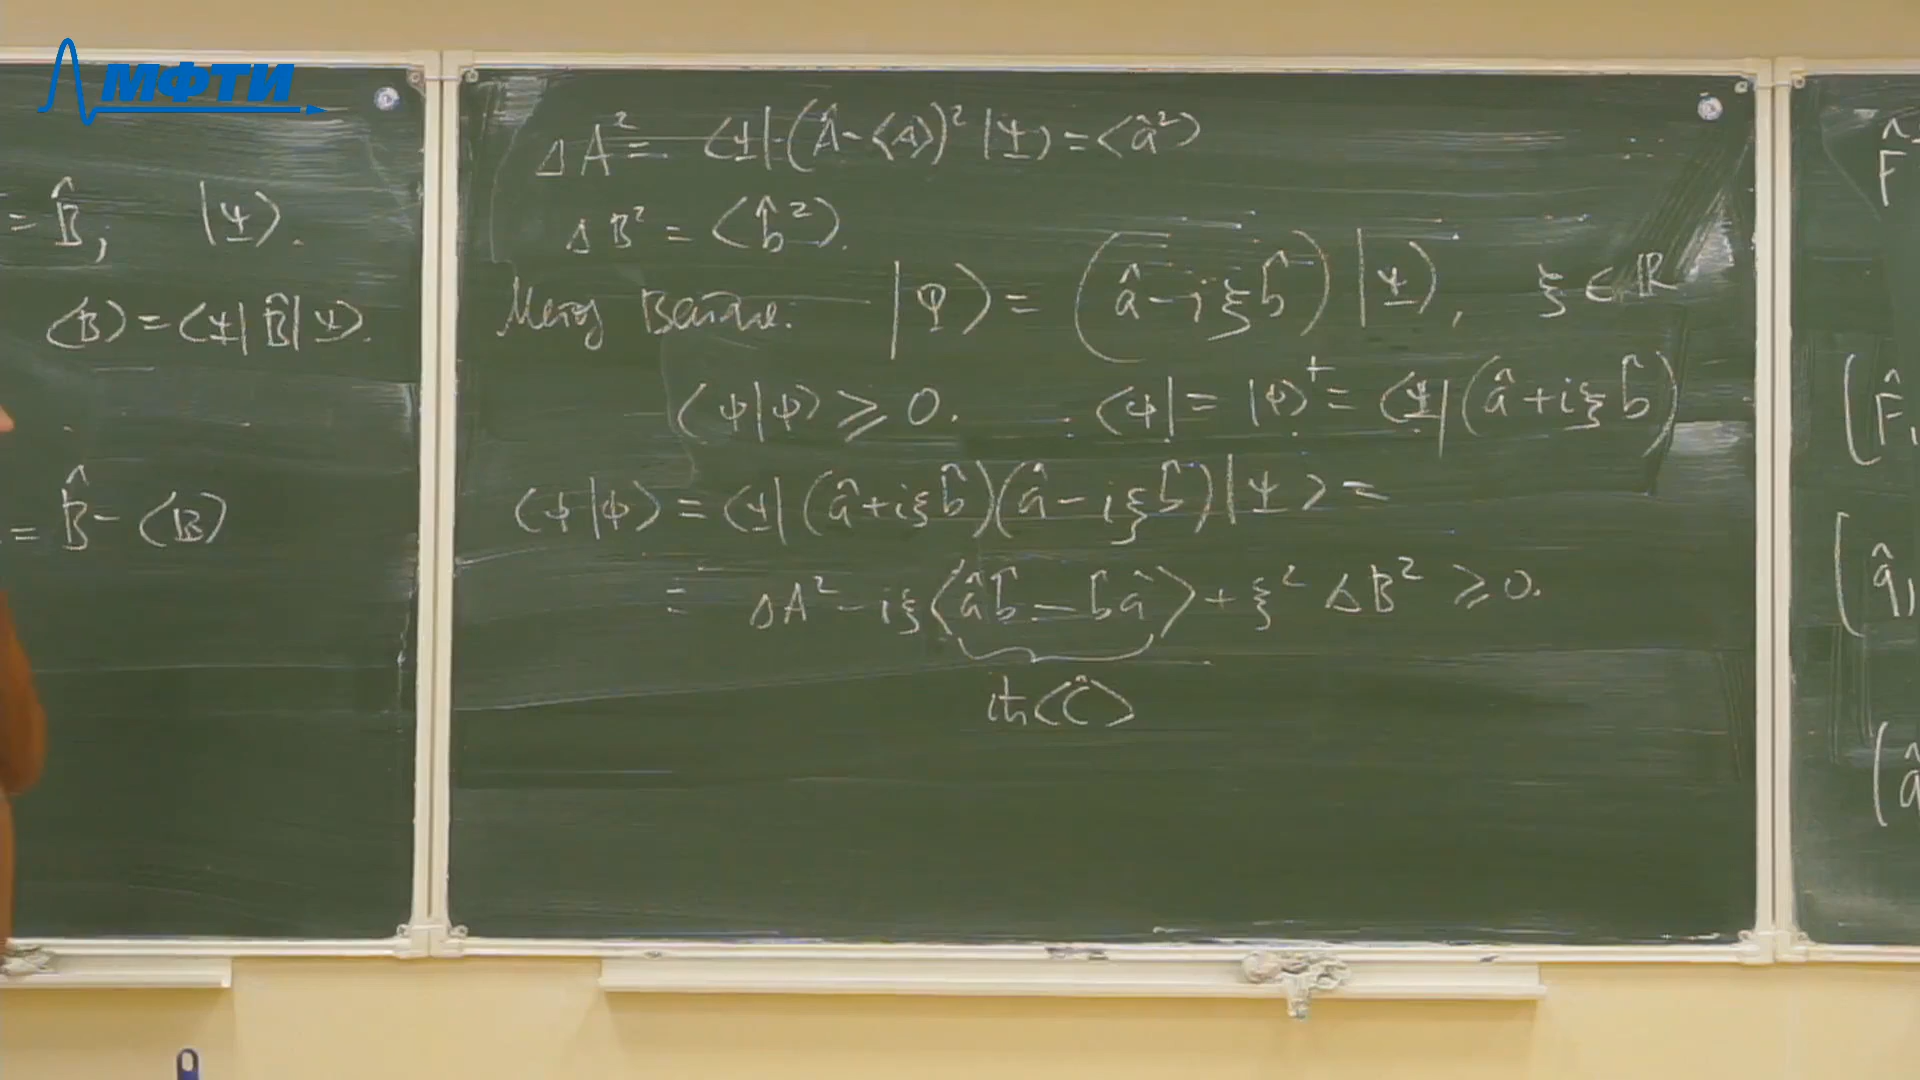 МФТИ
= B̂, |Ψ⟩.
⟨B⟩ = ⟨Ψ| B̂ |Ψ⟩.
= B̂ - ⟨B⟩
ΔA² = ⟨Ψ| (Â - ⟨A⟩)² |Ψ⟩ = ⟨â²⟩
ΔB² = ⟨b̂²⟩.
Метод Вейля. |φ⟩ = (â - iξb̂) |Ψ⟩, ξ ∈ ℝ
⟨φ|φ⟩ ⩾ 0. ⟨φ| = |φ⟩⁺ = ⟨Ψ| (â + iξb̂)
⟨φ|φ⟩ = ⟨Ψ| (â + iξb̂)(â - iξb̂) |Ψ⟩ =
= ΔA² - iξ⟨âb̂ - b̂â⟩ + ξ² ΔB² ⩾ 0.
iħ⟨Ĉ⟩
F̂
(F̂,
(q̂,
(â